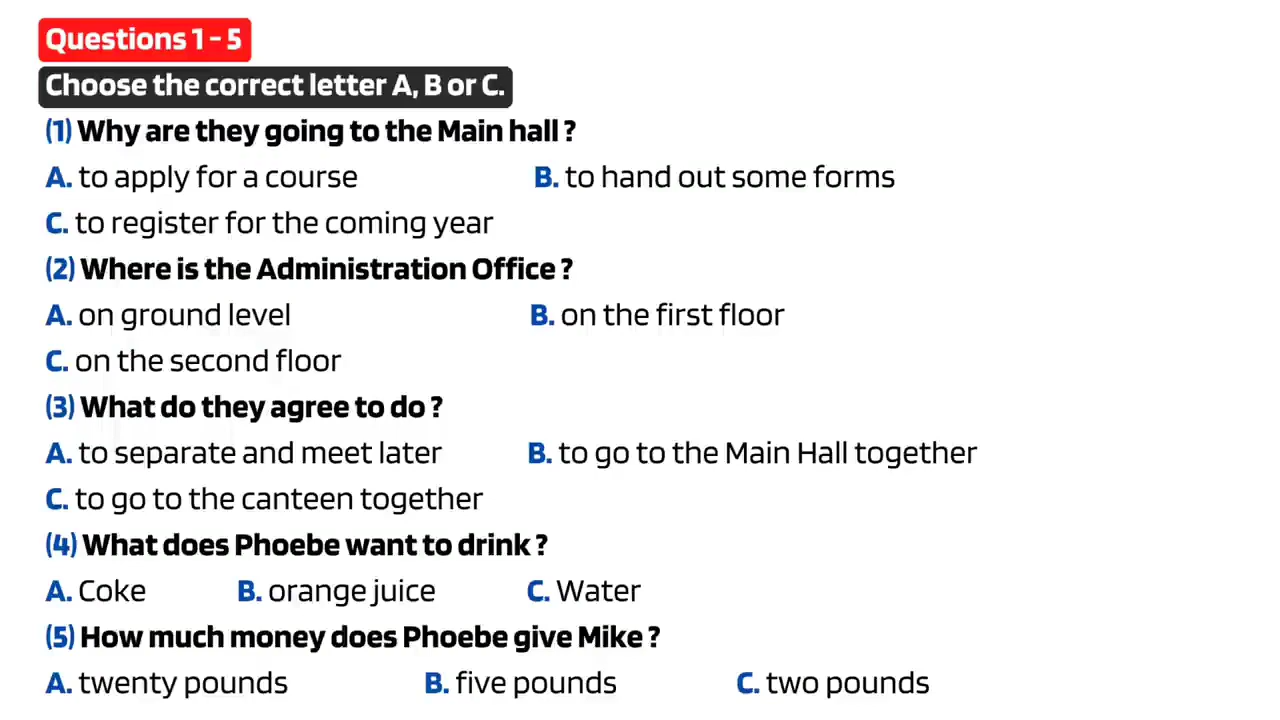 Questions 1 - 5
Choose the correct letter A, B or C.
(1) Why are they going to the Main hall ?
A. to apply for a course B. to hand out some forms
C. to register for the coming year
(2) Where is the Administration Office ?
A. on ground level B. on the first floor
C. on the second floor
(3) What do they agree to do ?
A. to separate and meet later B. to go to the Main Hall together
C. to go to the canteen together
(4) What does Phoebe want to drink ?
A. Coke B. orange juice C. Water
(5) How much money does Phoebe give Mike ?
A. twenty pounds B. five pounds C. two pounds